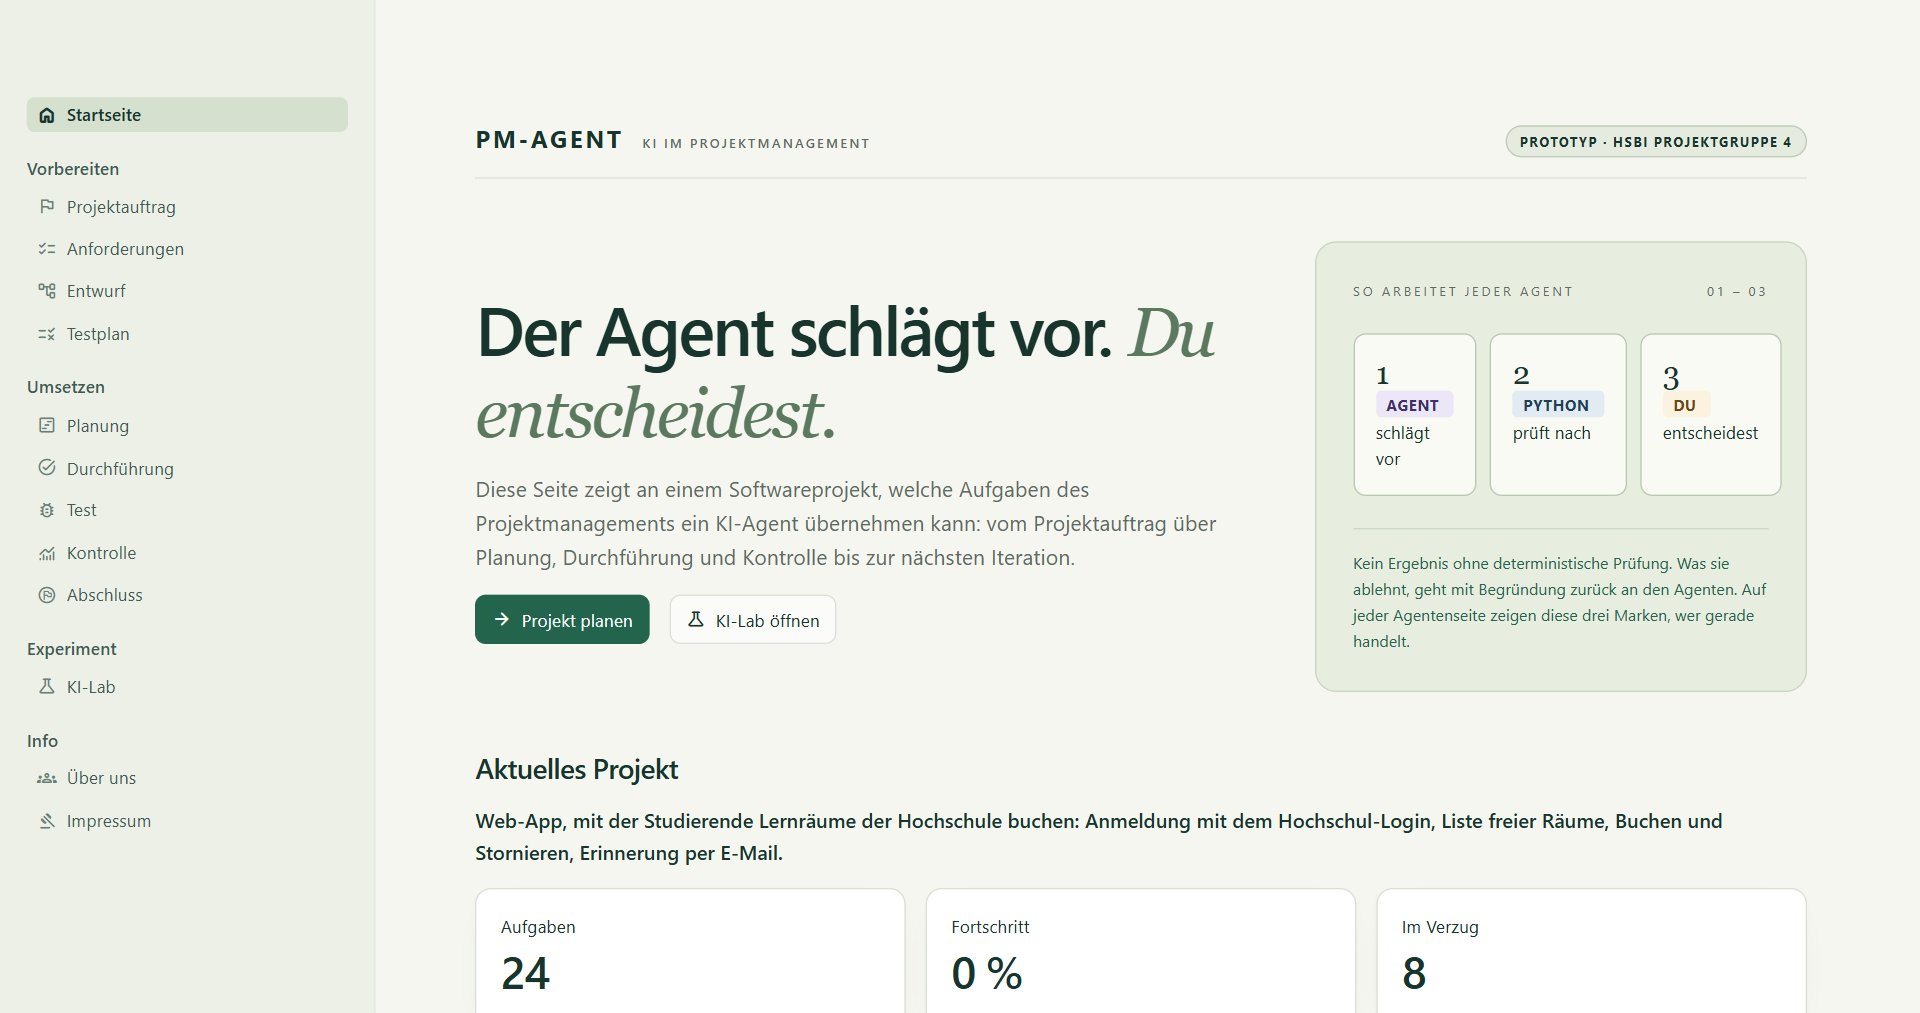 Startseite
Vorbereiten
Projektauftrag
Anforderungen
Entwurf
Testplan
Umsetzen
Planung
Durchführung
Test
Kontrolle
Abschluss
Experiment
KI-Lab
Info
Über uns
Impressum
PM-AGENT KI IM PROJEKTMANAGEMENT
PROTOTYP · HSBI PROJEKTGRUPPE 4
Der Agent schlägt vor. Du
entscheidest.
Diese Seite zeigt an einem Softwareprojekt, welche Aufgaben des
Projektmanagements ein KI-Agent übernehmen kann: vom Projektauftrag über
Planung, Durchführung und Kontrolle bis zur nächsten Iteration.
Projekt planen
KI-Lab öffnen
SO ARBEITET JEDER AGENT
01 – 03
1
AGENT
schlägt
vor
2
PYTHON
prüft nach
3
DU
entscheidest
Kein Ergebnis ohne deterministische Prüfung. Was sie
ablehnt, geht mit Begründung zurück an den Agenten. Auf
jeder Agentenseite zeigen diese drei Marken, wer gerade
handelt.
Aktuelles Projekt
Web-App, mit der Studierende Lernräume der Hochschule buchen: Anmeldung mit dem Hochschul-Login, Liste freier Räume, Buchen und
Stornieren, Erinnerung per E-Mail.
Aufgaben
24
Fortschritt
0 %
Im Verzug
8